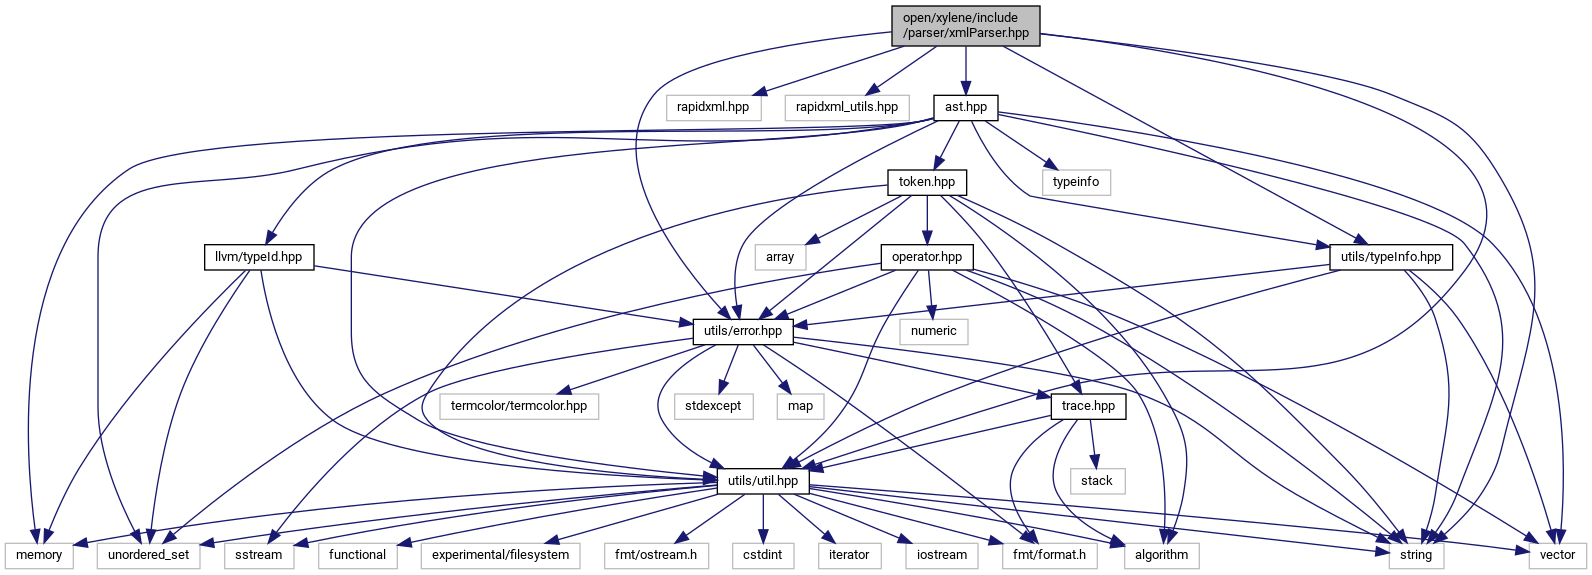 open/xylene/include
/parser/xmlParser.hpp
rapidxml.hpp
rapidxml_utils.hpp
ast.hpp
token.hpp
typeinfo
llvm/typeId.hpp
array
operator.hpp
utils/typeInfo.hpp
utils/error.hpp
numeric
termcolor/termcolor.hpp
stdexcept
map
trace.hpp
utils/util.hpp
stack
memory
unordered_set
sstream
functional
experimental/filesystem
fmt/ostream.h
cstdint
iterator
iostream
fmt/format.h
algorithm
string
vector